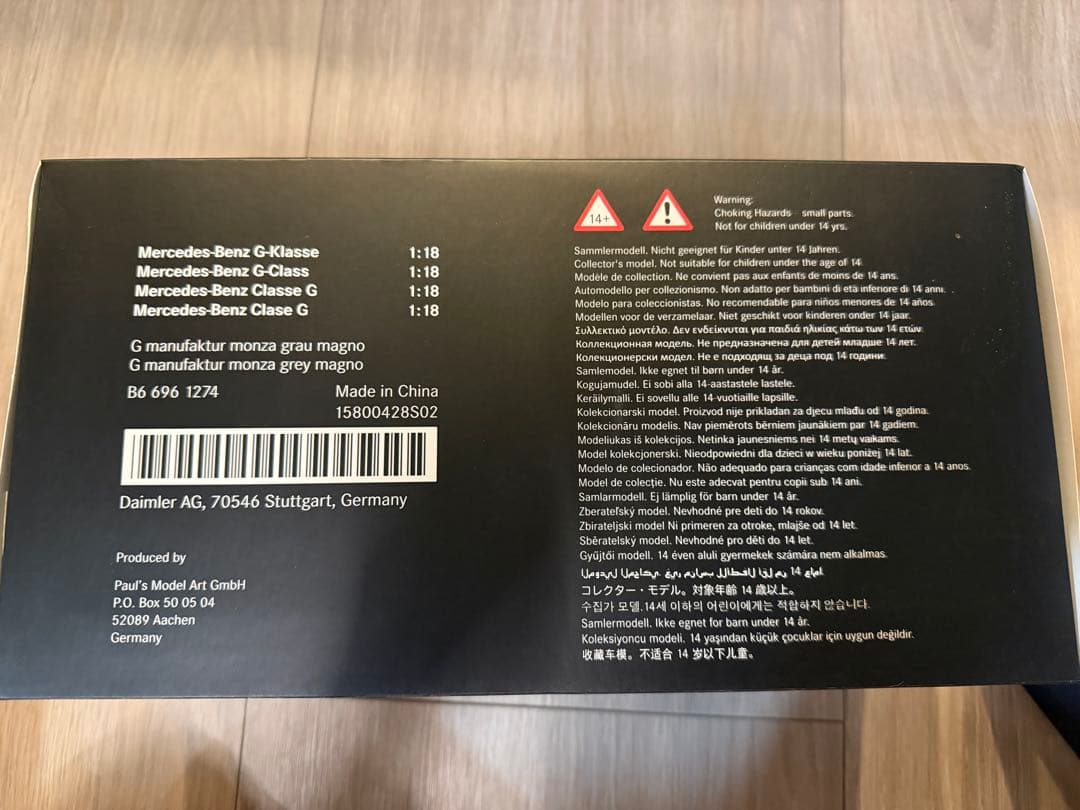 Mercedes-Benz G-Klasse 1:18
Mercedes-Benz G-Class 1:18
Mercedes-Benz Classe G 1:18
Mercedes-Benz Clase G 1:18
G manufaktur monza grau magno
G manufaktur monza grey magno
B6 696 1274 Made in China
15800428S02
Daimler AG, 70546 Stuttgart, Germany
Produced by
Paul's Model Art GmbH
P.O. Box 50 05 04
52089 Aachen
Germany
14+
!
Warning:
Choking Hazards small parts.
Not for children under 14 yrs.
Sammlermodell. Nicht geeignet für Kinder unter 14 Jahren.
Collector's model. Not suitable for children under the age of 14
Modèle de collection. Ne convient pas aux enfants de moins de 14 ans.
Automodello per collezionismo. Non adatto per bambini di età inferiore di 14 anni.
Modelo para coleccionistas. No recomendable para niños menores de 14 años.
Modellen voor de verzamelaar. Niet geschikt voor kinderen onder 14 jaar.
Συλλεκτικό μοντέλο. Δεν ενδείκνυται για παιδιά ηλικίας κάτω των 14 ετών.
Коллекционная модель. Не предназначена для детей младше 14 лет.
Колекционерски модел. Не е подходящ за деца под 14 години.
Samlemodel. Ikke egnet til børn under 14 år.
Kogujamudel. Ei sobi alla 14-aastastele lastele.
Keräilymalli. Ei sovellu alle 14-vuotiaille lapsille.
Kolekcionarski model. Proizvod nije prikladan za djecu mlađu od 14 godina.
Kolekcionāru modelis. Nav piemērots bērniem jaunākiem par 14 gadiem.
Modeliukas iš kolekcijos. Netinka jaunesniems nei 14 metų vaikams.
Model kolekcjonerski. Nieodpowiedni dla dzieci w wieku poniżej 14 lat.
Modelo de colecionador. Não adequado para crianças com idade inferior a 14 anos.
Model de colecție. Nu este adecvat pentru copii sub 14 ani.
Samlarmodell. Ej lämplig för barn under 14 år.
Zberateľský model. Nevhodné pre deti do 14 rokov.
Zbirateljski model Ni primeren za otroke, mlajše od 14 let.
Sběratelský model. Nevhodné pro děti do 14 let.
Gyűjtői modell. 14 éven aluli gyermekek számára nem alkalmas.
14
コレクター・モデル。対象年齢 14 歳以上。
수집가 모델.14세 이하의 어린이에게는 적합하지 않습니다.
Samlermodell. Ikke egnet for barn under 14 år.
Koleksiyoncu modeli. 14 yaşından küçük çocuklar için uygun değildir.
收藏车模。不适合 14 岁以下儿童。